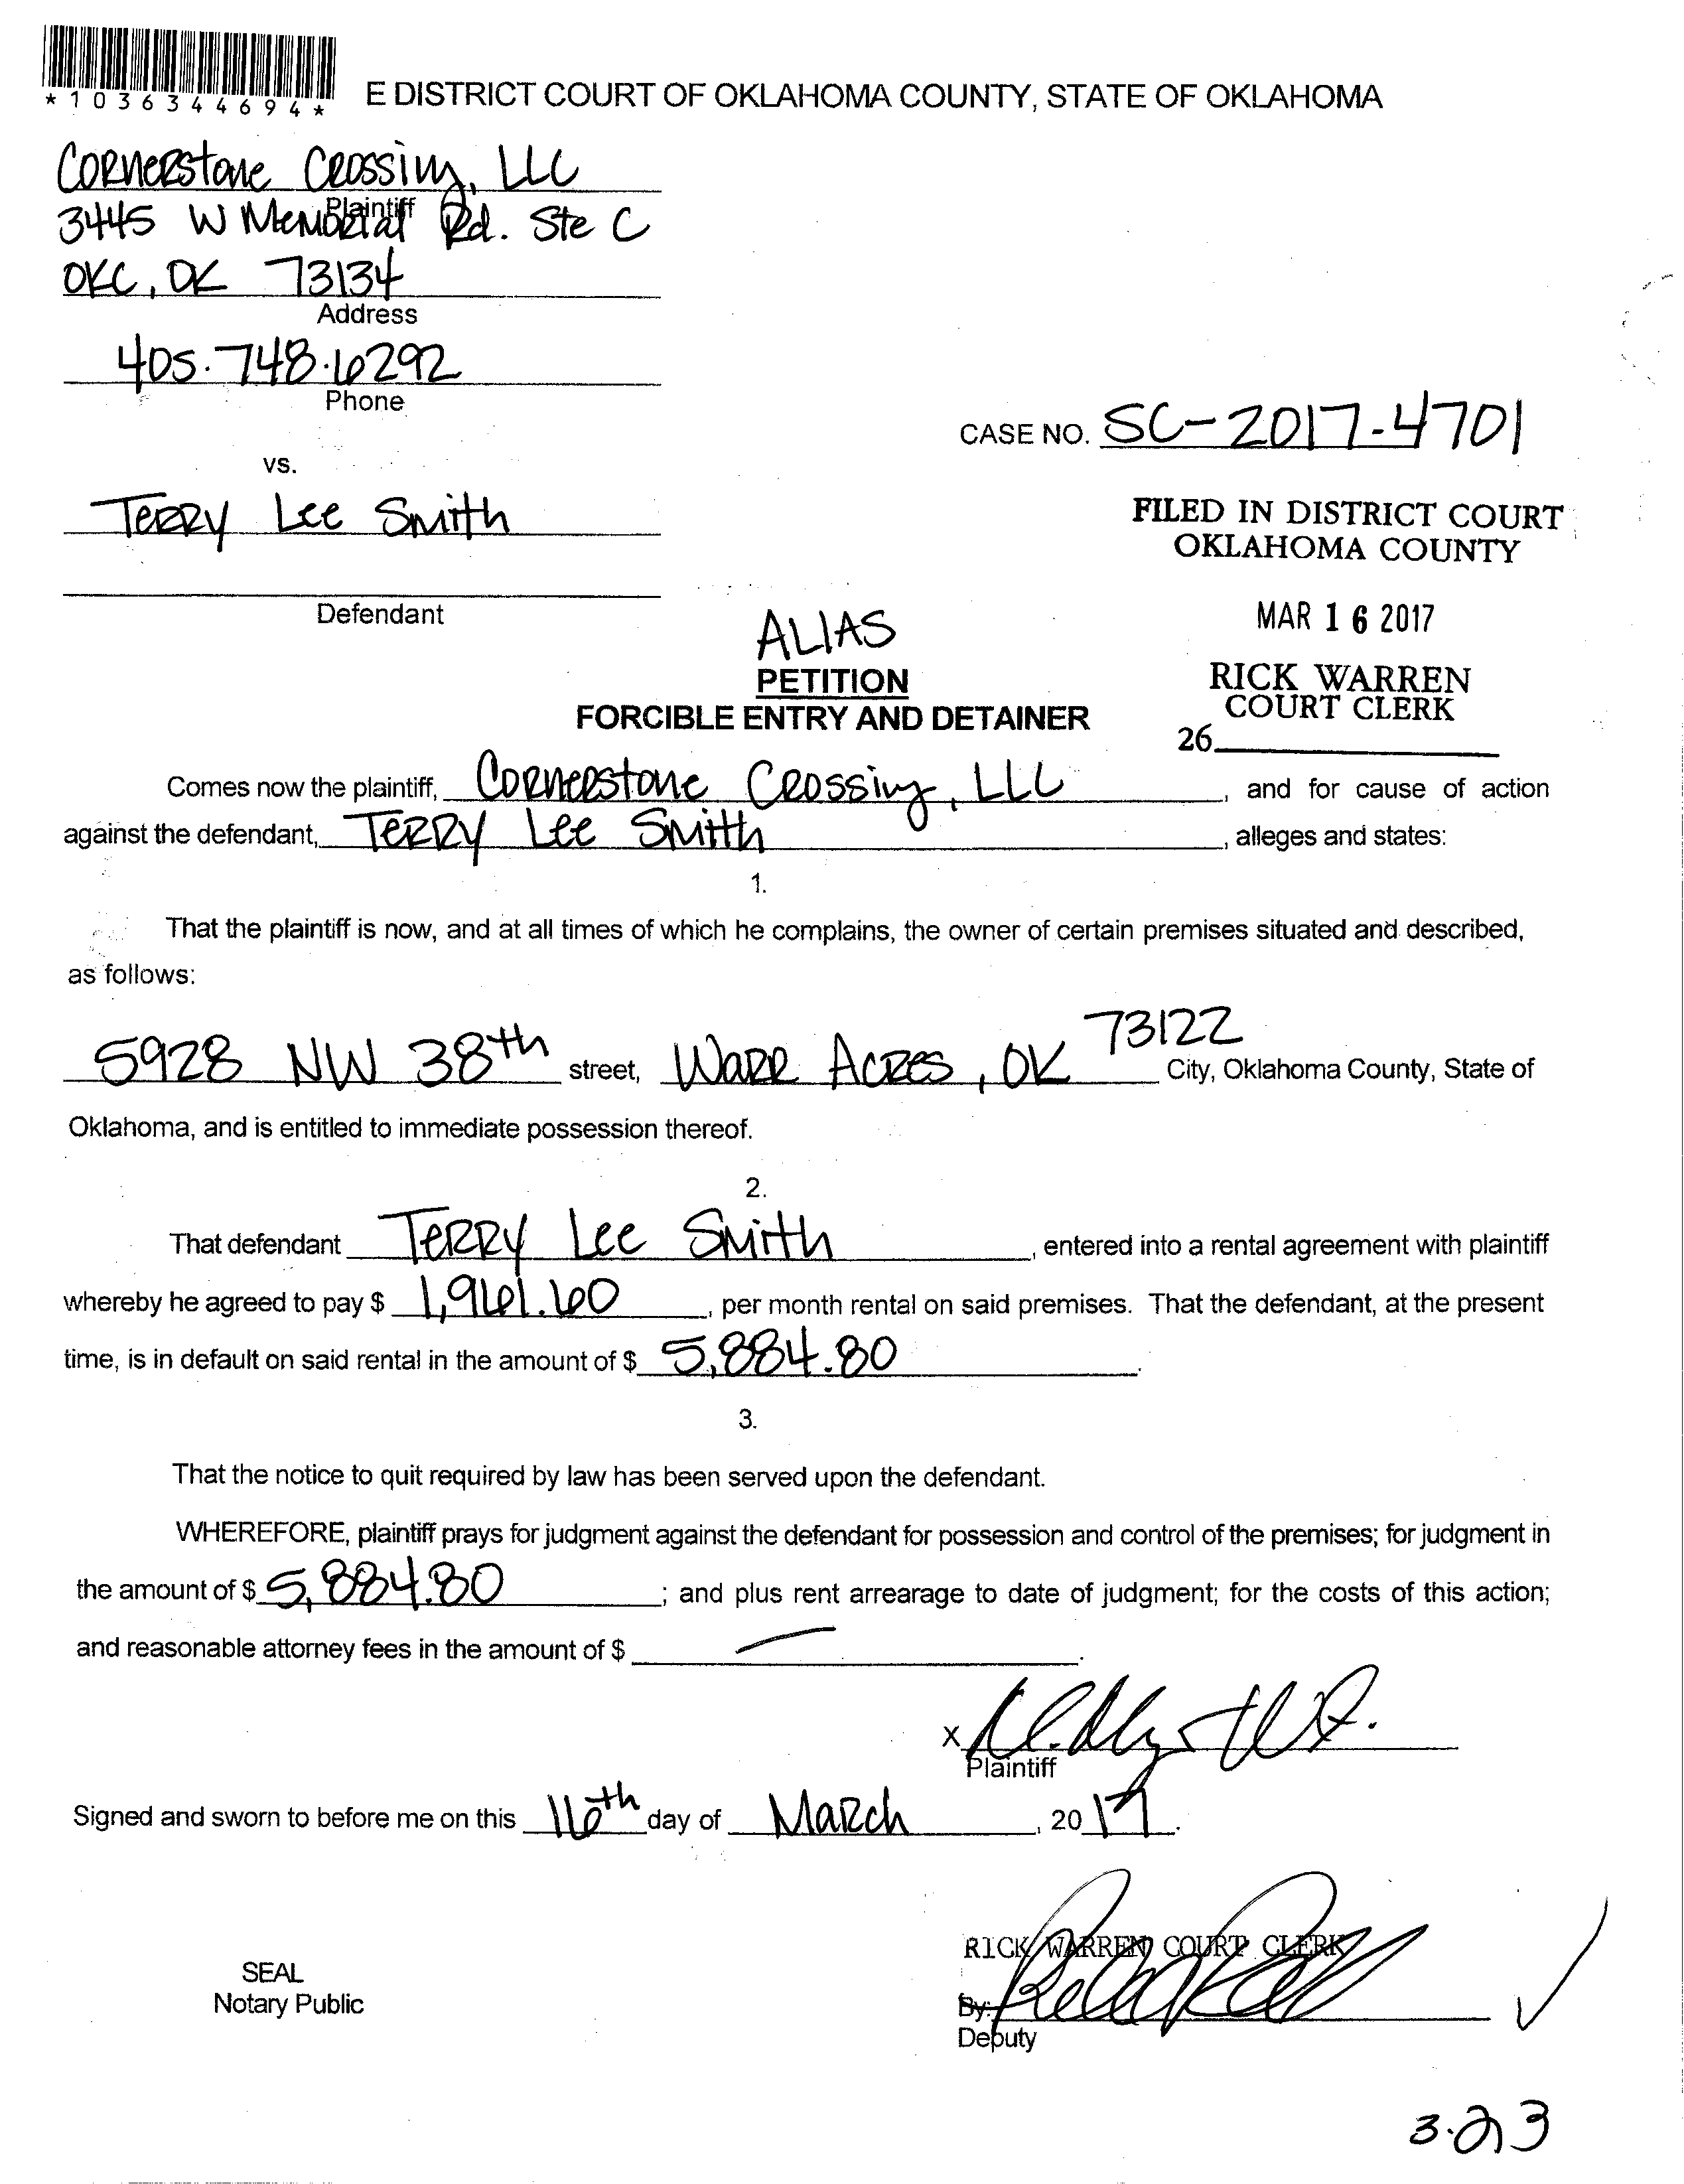 *1036344694*
E DISTRICT COURT OF OKLAHOMA COUNTY, STATE OF OKLAHOMA
Cornerstone Crossing, LLC
Plaintiff
3445 W Memorial Rd. Ste C
OKC, OK 73134
Address
405.748.6292
Phone
CASE NO. SC-2017-4701
vs.
Terry Lee Smith
Defendant
FILED IN DISTRICT COURT
OKLAHOMA COUNTY
MAR 16 2017
RICK WARREN
COURT CLERK
26
ALIAS
PETITION
FORCIBLE ENTRY AND DETAINER
Comes now the plaintiff, Cornerstone Crossing, LLC, and for cause of action
against the defendant, Terry Lee Smith, alleges and states:
1.
That the plaintiff is now, and at all times of which he complains, the owner of certain premises situated and described,
as follows:
5928 NW 38th street, Warr Acres, OK 73122 City, Oklahoma County, State of
Oklahoma, and is entitled to immediate possession thereof.
2.
That defendant Terry Lee Smith, entered into a rental agreement with plaintiff
whereby he agreed to pay $ 1,961.60, per month rental on said premises. That the defendant, at the present
time, is in default on said rental in the amount of $ 5,884.80.
3.
That the notice to quit required by law has been served upon the defendant.
WHEREFORE, plaintiff prays for judgment against the defendant for possession and control of the premises; for judgment in
the amount of $ 5,884.80; and plus rent arrearage to date of judgment; for the costs of this action;
and reasonable attorney fees in the amount of $ —.
X
Plaintiff
Signed and sworn to before me on this 16th day of March, 2017.
RICK WARREN COURT CLERK
SEAL
Notary Public
By:
Deputy
3.23